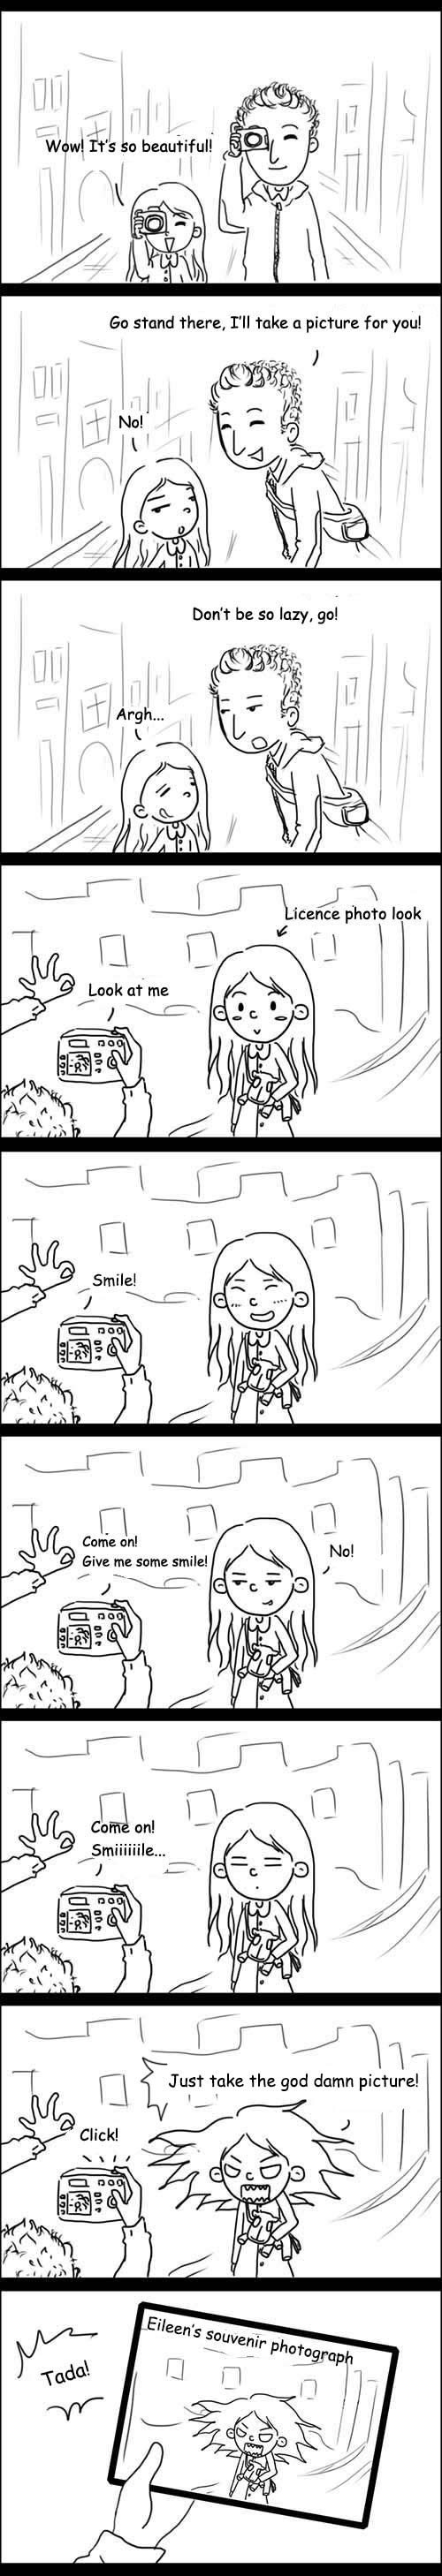 Wow! It's so beautiful!
Go stand there, I'll take a picture for you!
No!
Don't be so lazy, go!
Argh...
Licence photo look
Look at me
Smile!
Come on!
Give me some smile!
No!
Come on!
Smiiiiiile...
Just take the god damn picture!
Click!
Eileen's souvenir photograph
Tada!